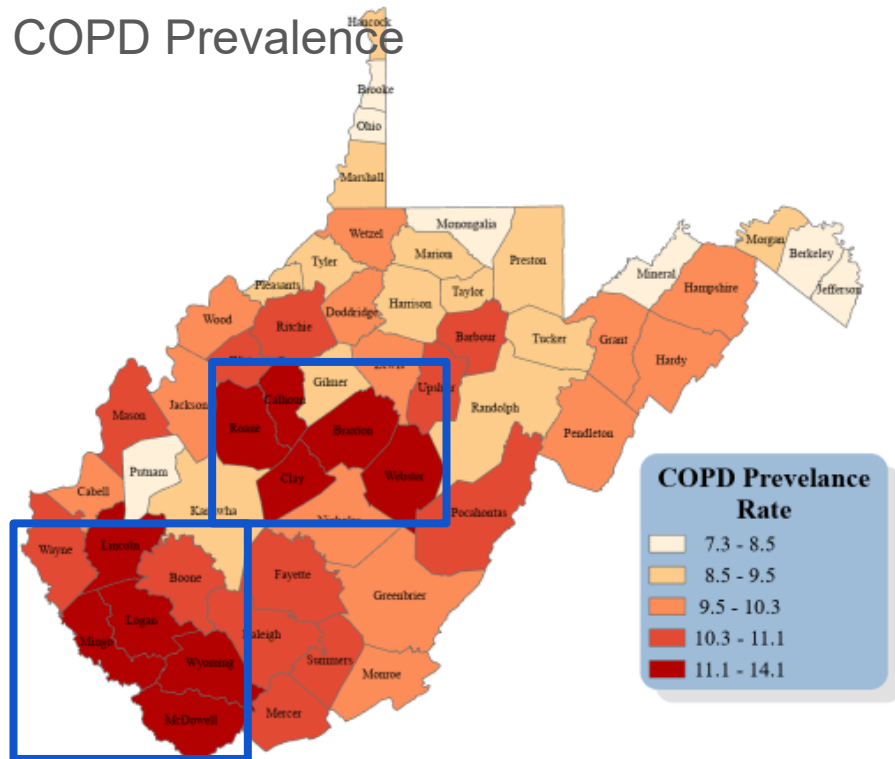 COPD Prevalence
Hancock
Brooke
Ohio
Marshall
Wetzel
Monongalia
Marion
Preston
Tyler
Pleasants
Harrison
Taylor
Morgan
Berkeley
Jefferson
Mineral
Hampshire
Wood
Ritchie
Doddridge
Barbour
Tucker
Grant
Hardy
Gilmer
Lewis
Upshur
Randolph
Pendleton
Mason
Jackson
Roane
Calhoun
Braxton
Webster
Putnam
Cabell
Kanawha
Clay
Nicholas
Pocahontas
Wayne
Lincoln
Boone
Fayette
Greenbrier
Logan
Mingo
Raleigh
Wyoming
Summers
Monroe
McDowell
Mercer
COPD Prevelance
Rate
7.3 - 8.5
8.5 - 9.5
9.5 - 10.3
10.3 - 11.1
11.1 - 14.1